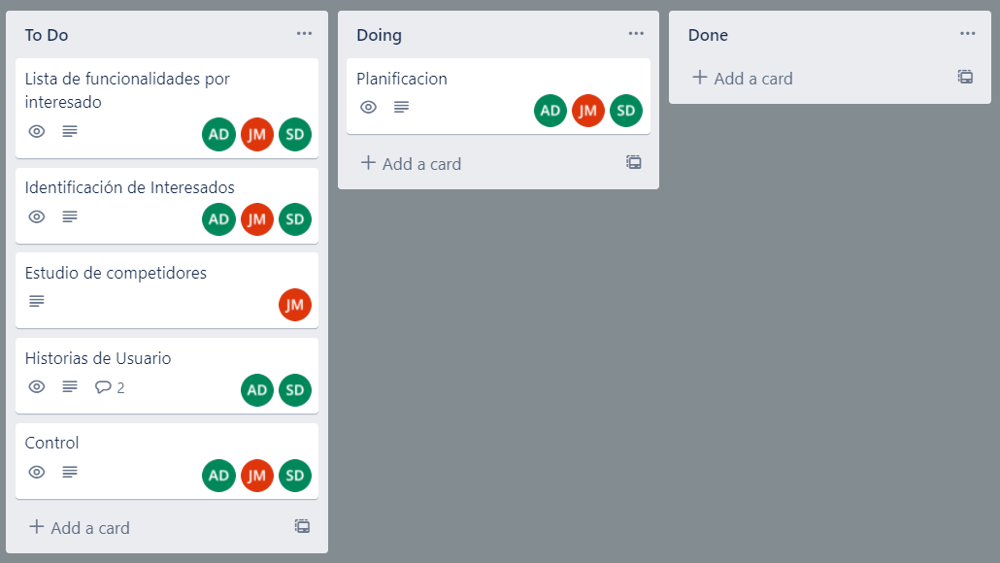 To Do
Lista de funcionalidades por
interesado
AD JM SD
Identificación de Interesados
AD JM SD
Estudio de competidores
JM
Historias de Usuario
2
AD SD
Control
AD JM SD
Add a card
Doing
Planificacion
AD JM SD
Add a card
Done
Add a card